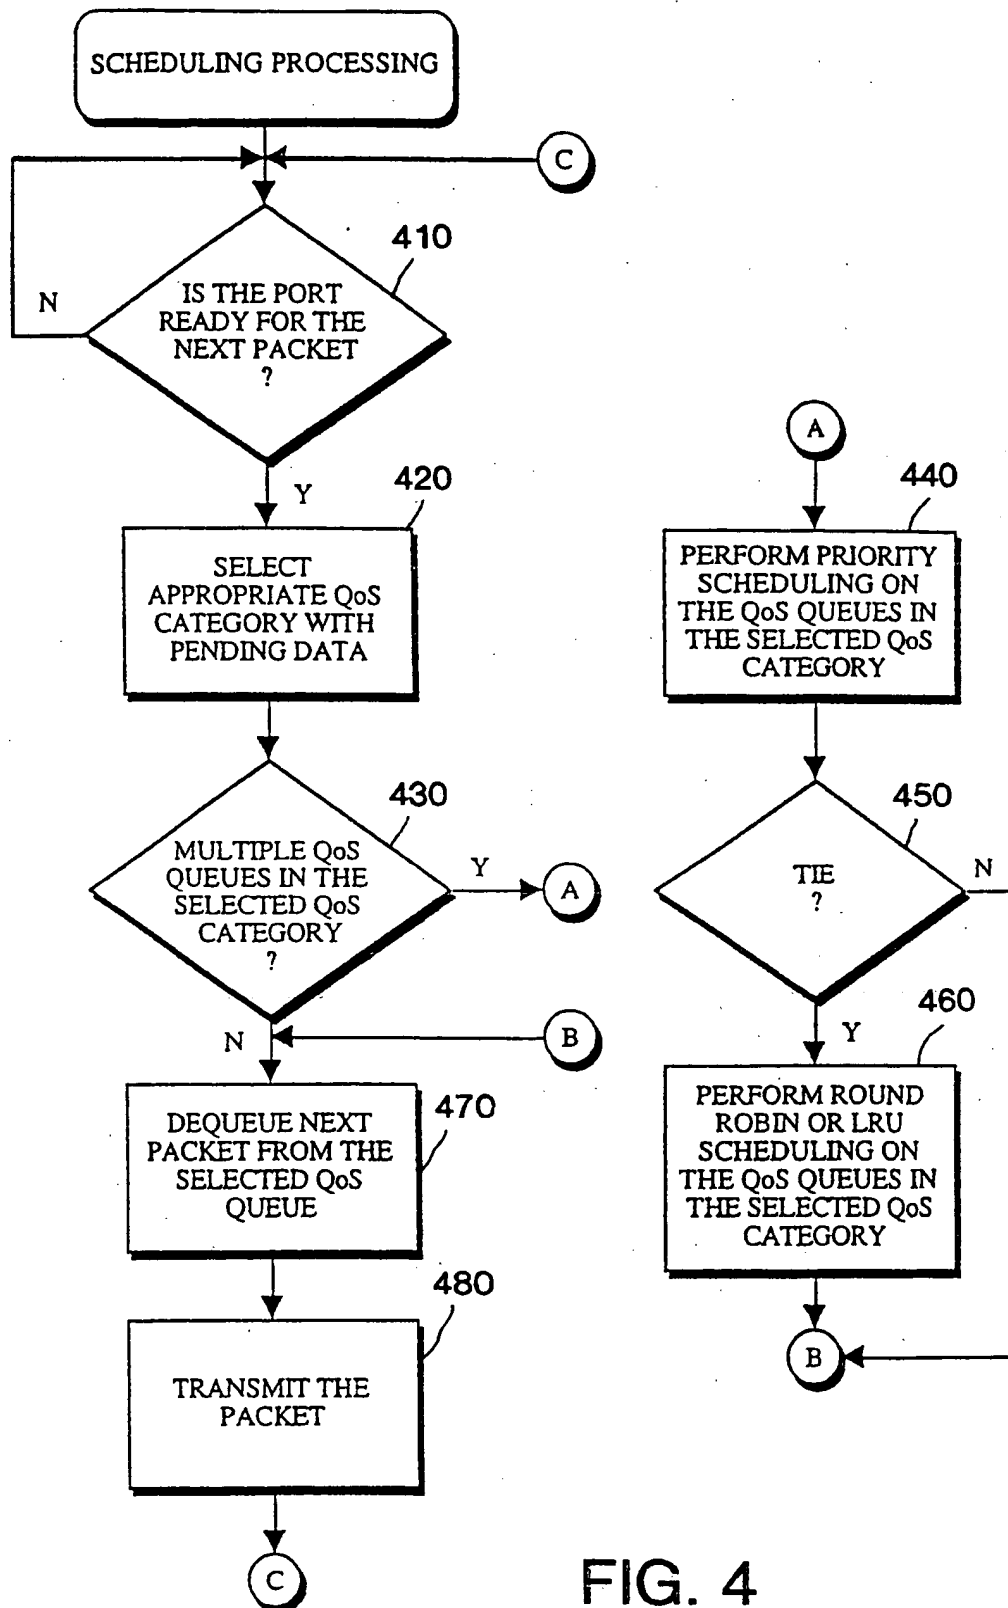 SCHEDULING PROCESSING
C
410
IS THE PORT
READY FOR THE
NEXT PACKET
?
N
Y
420
SELECT
APPROPRIATE QoS
CATEGORY WITH
PENDING DATA
430
MULTIPLE QoS
QUEUES IN THE
SELECTED QoS
CATEGORY
?
Y
A
N
B
470
DEQUEUE NEXT
PACKET FROM THE
SELECTED QoS
QUEUE
480
TRANSMIT THE
PACKET
C
A
440
PERFORM PRIORITY
SCHEDULING ON
THE QoS QUEUES IN
THE SELECTED QoS
CATEGORY
450
TIE
?
N
Y
460
PERFORM ROUND
ROBIN OR LRU
SCHEDULING ON
THE QoS QUEUES IN
THE SELECTED QoS
CATEGORY
B
FIG. 4